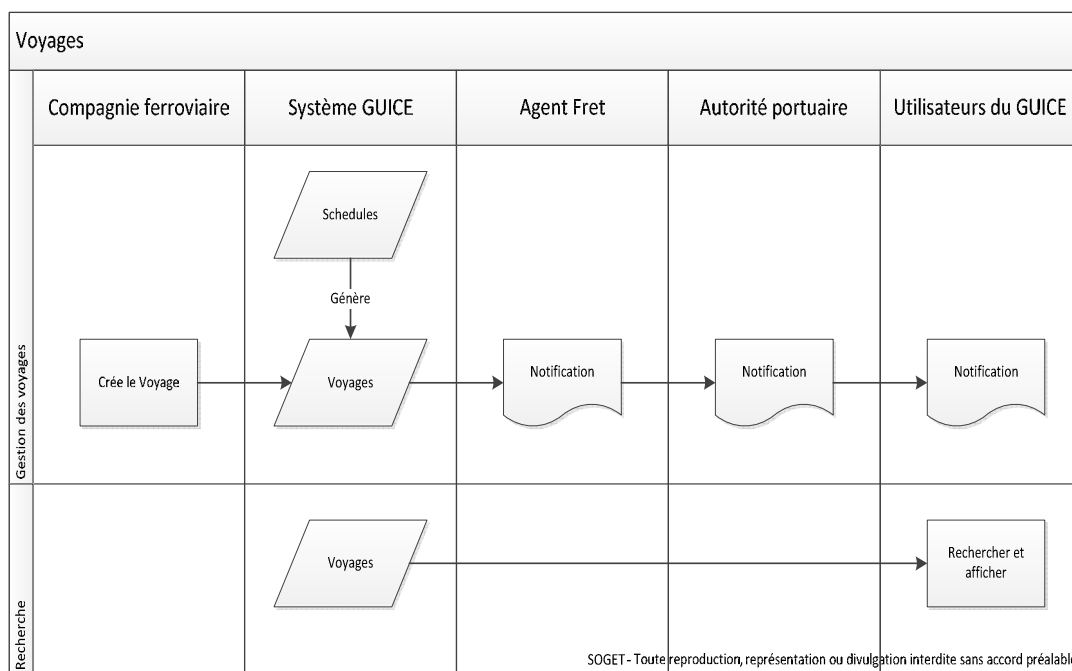 Voyages
Compagnie ferroviaire
Système GUICE
Agent Fret
Autorité portuaire
Utilisateurs du GUICE
Gestion des voyages
Schedules
Génère
Crée le Voyage
Voyages
Notification
Notification
Notification
Recherche
Voyages
Rechercher et
afficher
SOGET - Toute reproduction, représentation ou divulgation interdite sans accord préalable